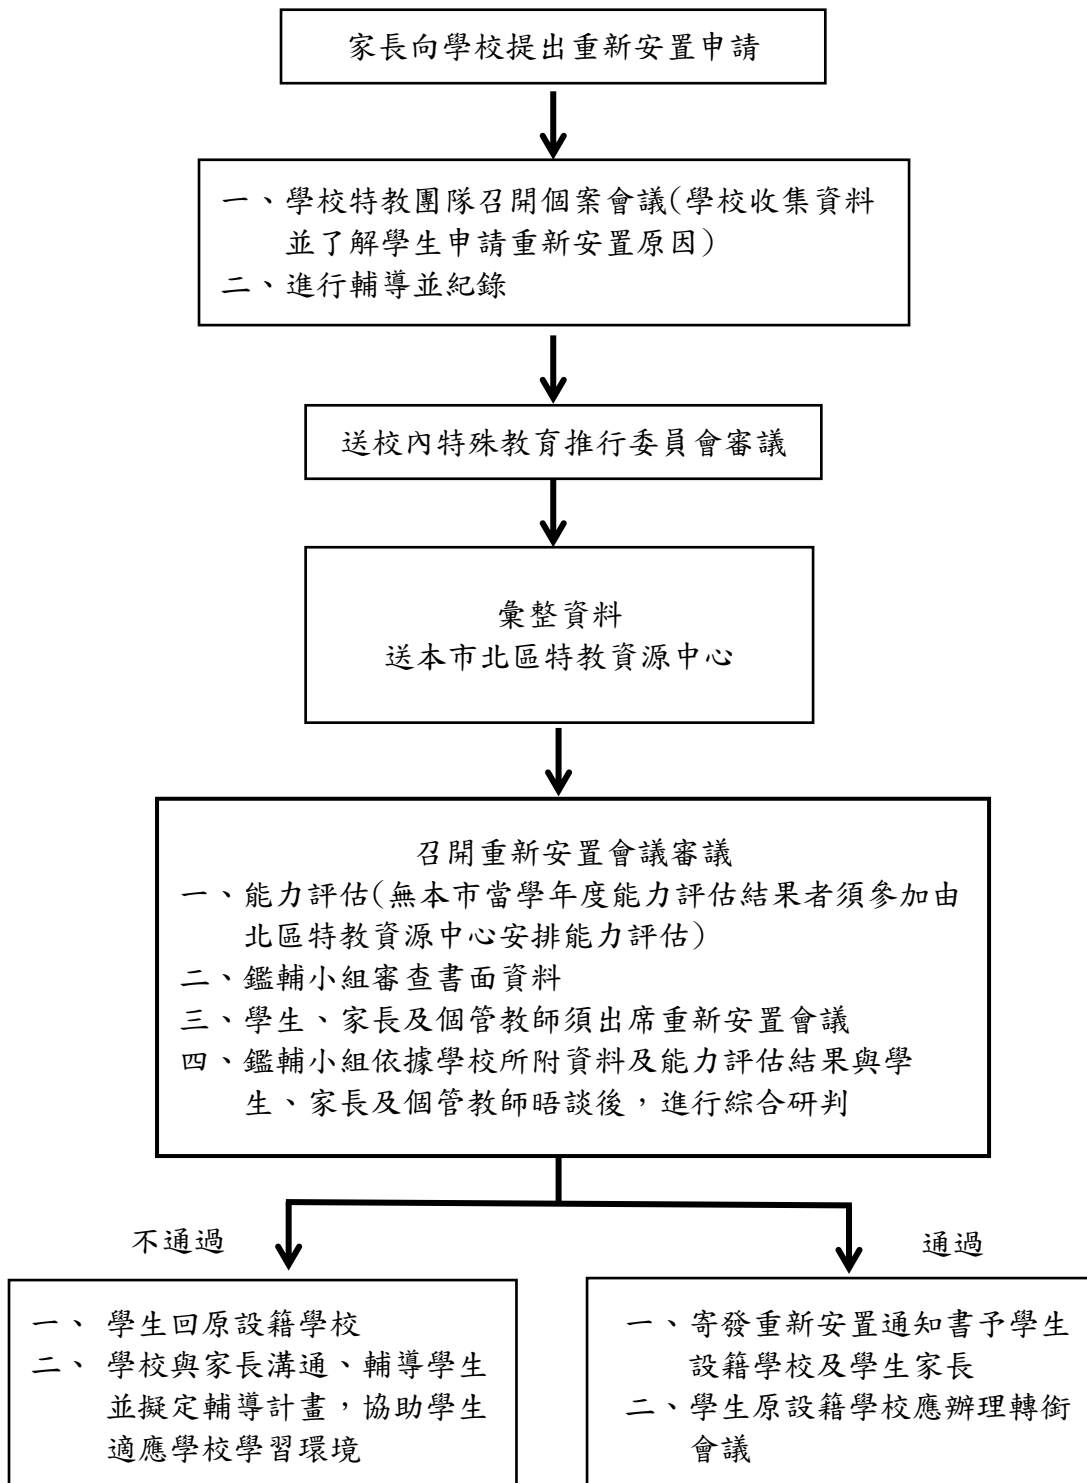 家長向學校提出重新安置申請
一、學校特教團隊召開個案會議(學校收集資料
並了解學生申請重新安置原因)
二、進行輔導並紀錄
送校內特殊教育推行委員會審議
彙整資料
送本市北區特教資源中心
召開重新安置會議審議
一、能力評估(無本市當學年度能力評估結果者須參加由
北區特教資源中心安排能力評估)
二、鑑輔小組審查書面資料
三、學生、家長及個管教師須出席重新安置會議
四、鑑輔小組依據學校所附資料及能力評估結果與學
生、家長及個管教師晤談後，進行綜合研判
不通過
一、 學生回原設籍學校
二、 學校與家長溝通、輔導學生
並擬定輔導計畫，協助學生
適應學校學習環境
通過
一、寄發重新安置通知書予學生
設籍學校及學生家長
二、學生原設籍學校應辦理轉銜
會議